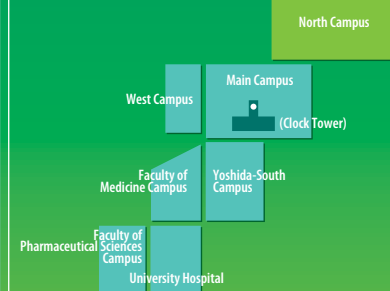 North Campus
Main Campus
West Campus
(Clock Tower)
Faculty of
Medicine Campus
Yoshida-South
Campus
Faculty of
Pharmaceutical Sciences
Campus
University Hospital